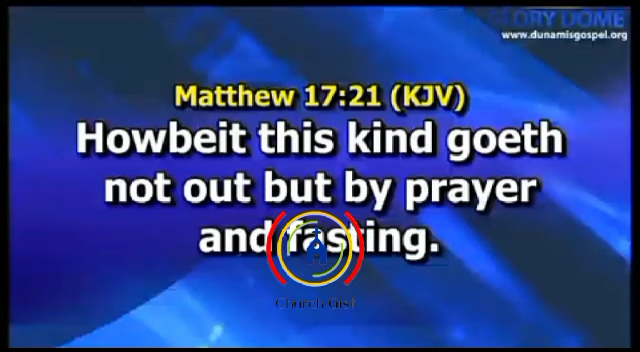 GLORY DOME
www.dunamisgospel.org
Matthew 17:21 (KJV)
Howbeit this kind goeth
not out but by prayer
and fasting.
Church Gist